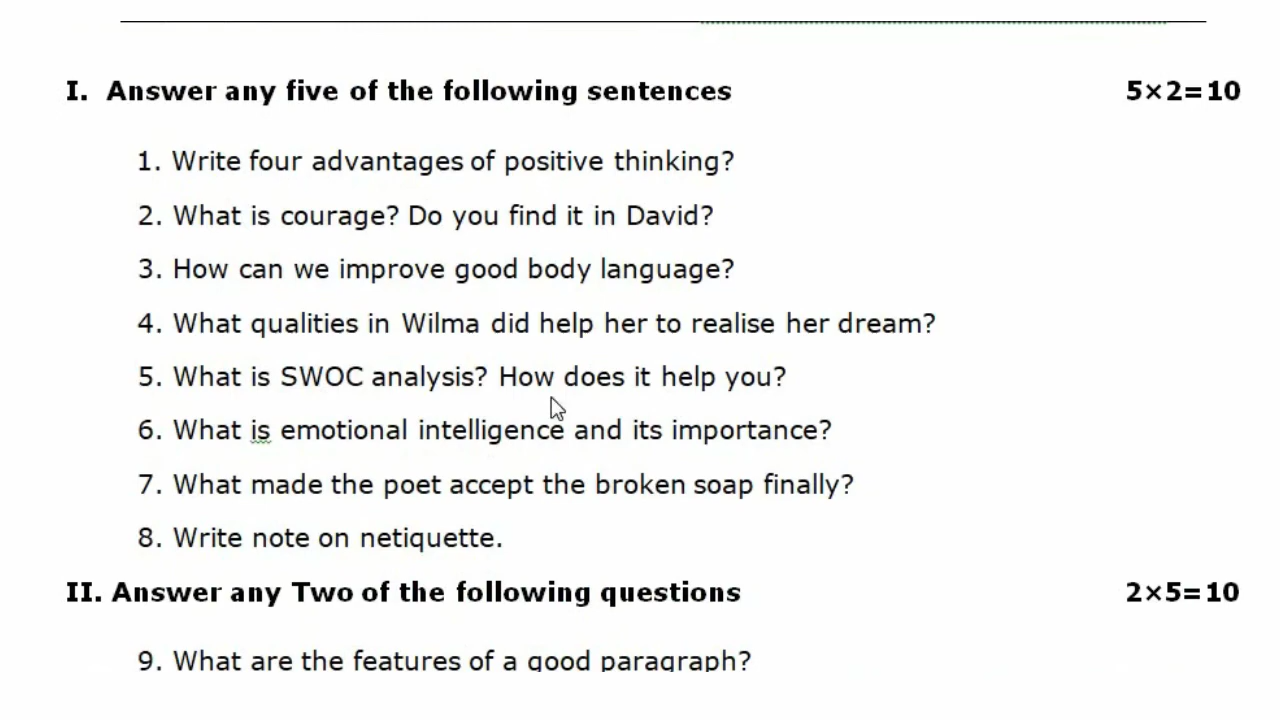 I. Answer any five of the following sentences 5×2=10
1. Write four advantages of positive thinking?
2. What is courage? Do you find it in David?
3. How can we improve good body language?
4. What qualities in Wilma did help her to realise her dream?
5. What is SWOC analysis? How does it help you?
6. What is emotional intelligence and its importance?
7. What made the poet accept the broken soap finally?
8. Write note on netiquette.
II. Answer any Two of the following questions 2×5=10
9. What are the features of a good paragraph?